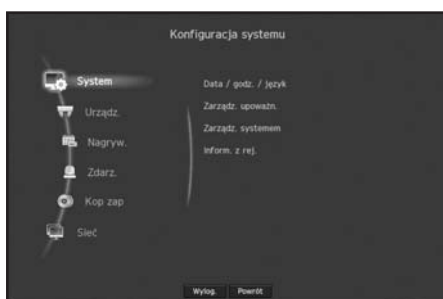 Konfiguracja systemu
System
Urządz.
Nagryw.
Zdarz.
Kop zap
Sieć
Data / godz. / język
Zarządz. upoważn.
Zarządz. systemem
Inform. z rej.
Wylog.
Powrót